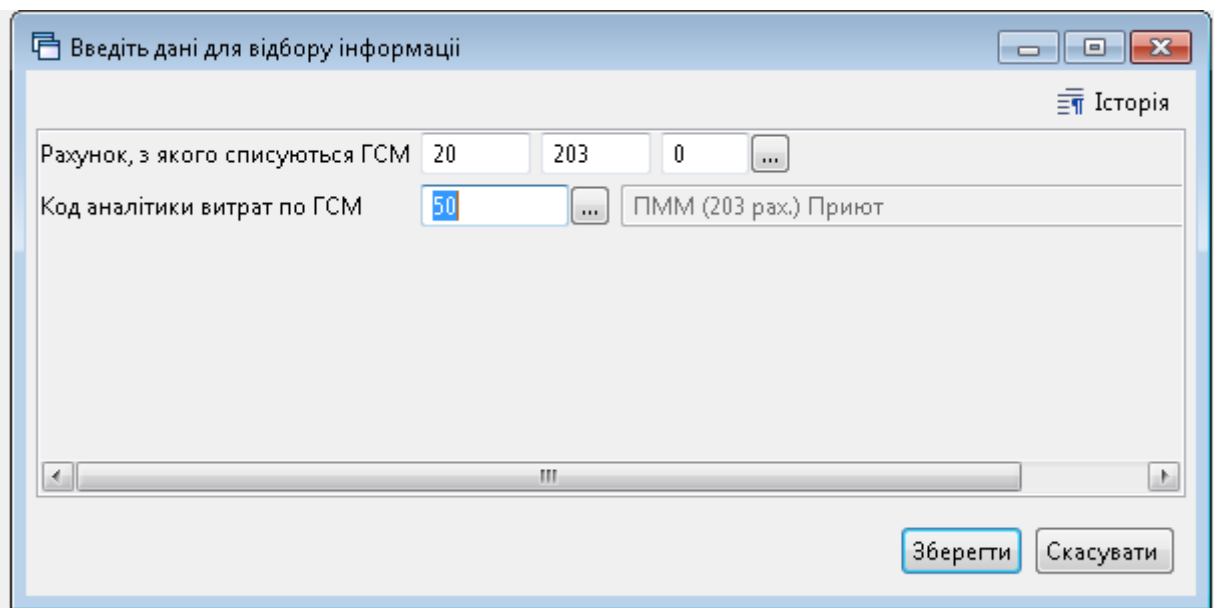 Введіть дані для відбору інформації
Історія
Рахунок, з якого списуються ГСМ 20 203 0 ...
Код аналітики витрат по ГСМ 50 ... ПММ (203 рах.) Приют
Зберегти Скасувати